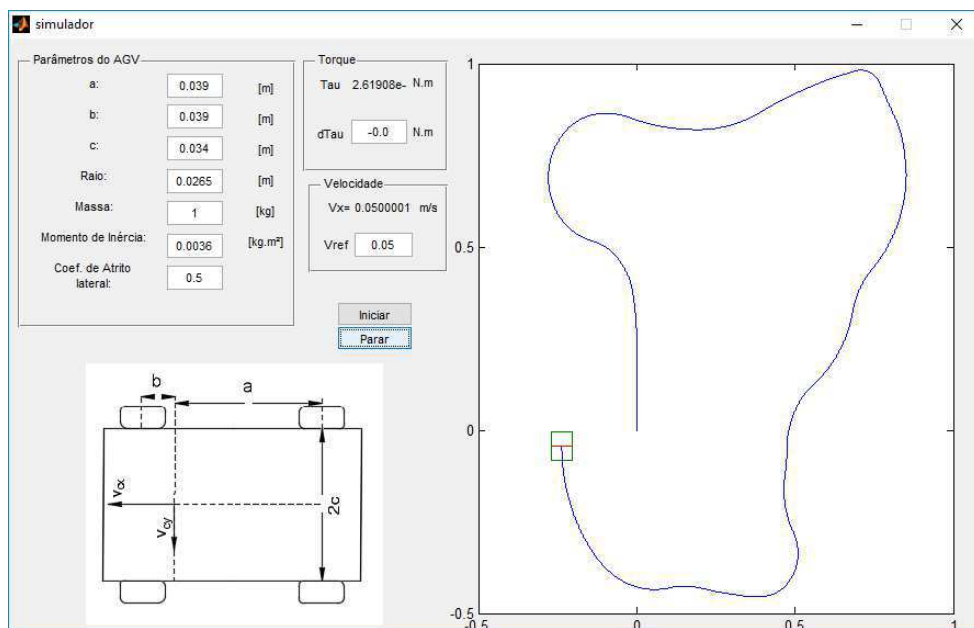 simulador
Parâmetros do AGV
a: 0.039 [m]
b: 0.039 [m]
c: 0.034 [m]
Raio: 0.0265 [m]
Massa: 1 [kg]
Momento de Inércia: 0.0036 [kg.m²]
Coef. de Atrito
lateral: 0.5
Torque
Tau 2.61908e- N.m
dTau -0.0 N.m
Velocidade
Vx= 0.0500001 m/s
Vref 0.05
Iniciar
Parar
b
a
vcx
vcy
2c
1
0.5
0
-0.5
-0.5
0
0.5
1